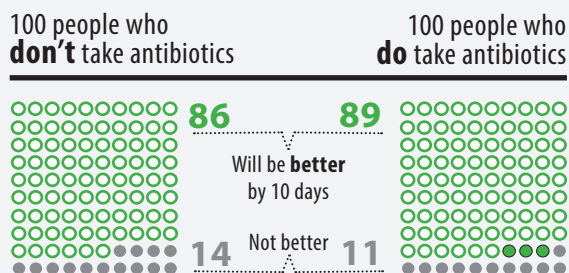 100 people who
don't take antibiotics
100 people who
do take antibiotics
86 89
Will be better
by 10 days
14 Not better 11